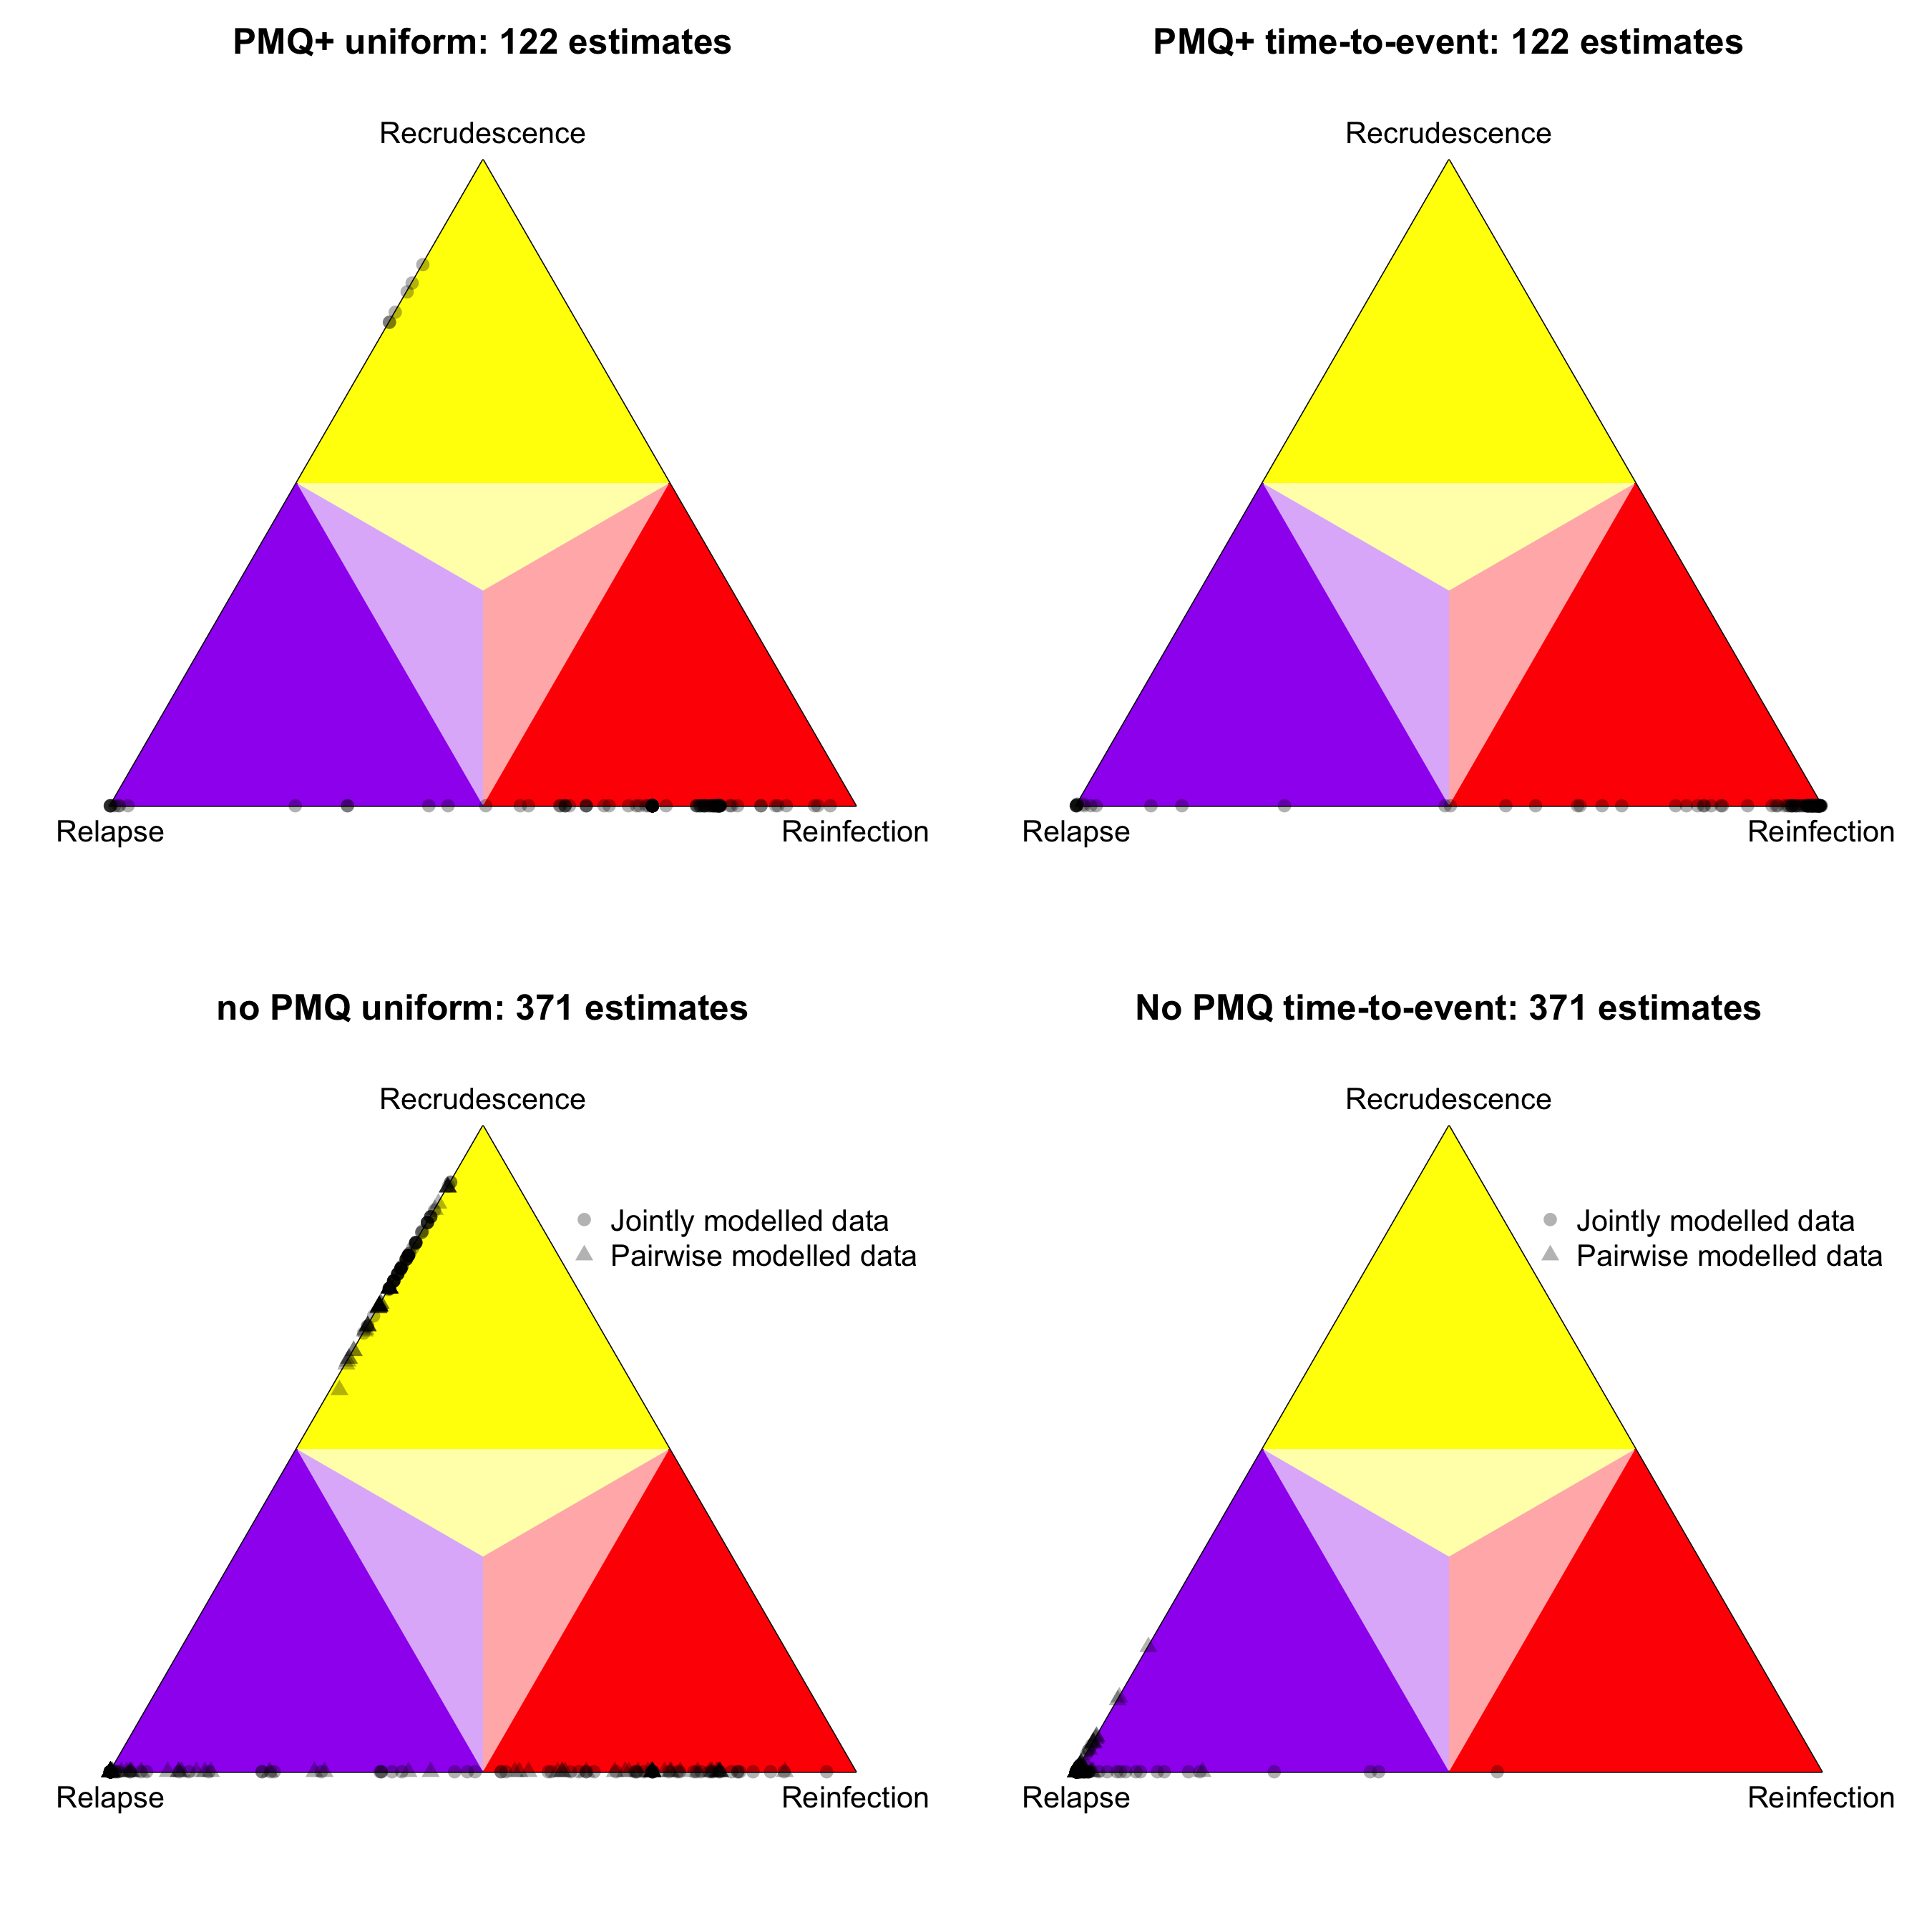 PMQ+ uniform: 122 estimates
Recrudescence
Relapse
Reinfection
PMQ+ time-to-event: 122 estimates
Recrudescence
Relapse
Reinfection
no PMQ uniform: 371 estimates
Recrudescence
Jointly modelled data
Pairwise modelled data
Relapse
Reinfection
No PMQ time-to-event: 371 estimates
Recrudescence
Jointly modelled data
Pairwise modelled data
Relapse
Reinfection